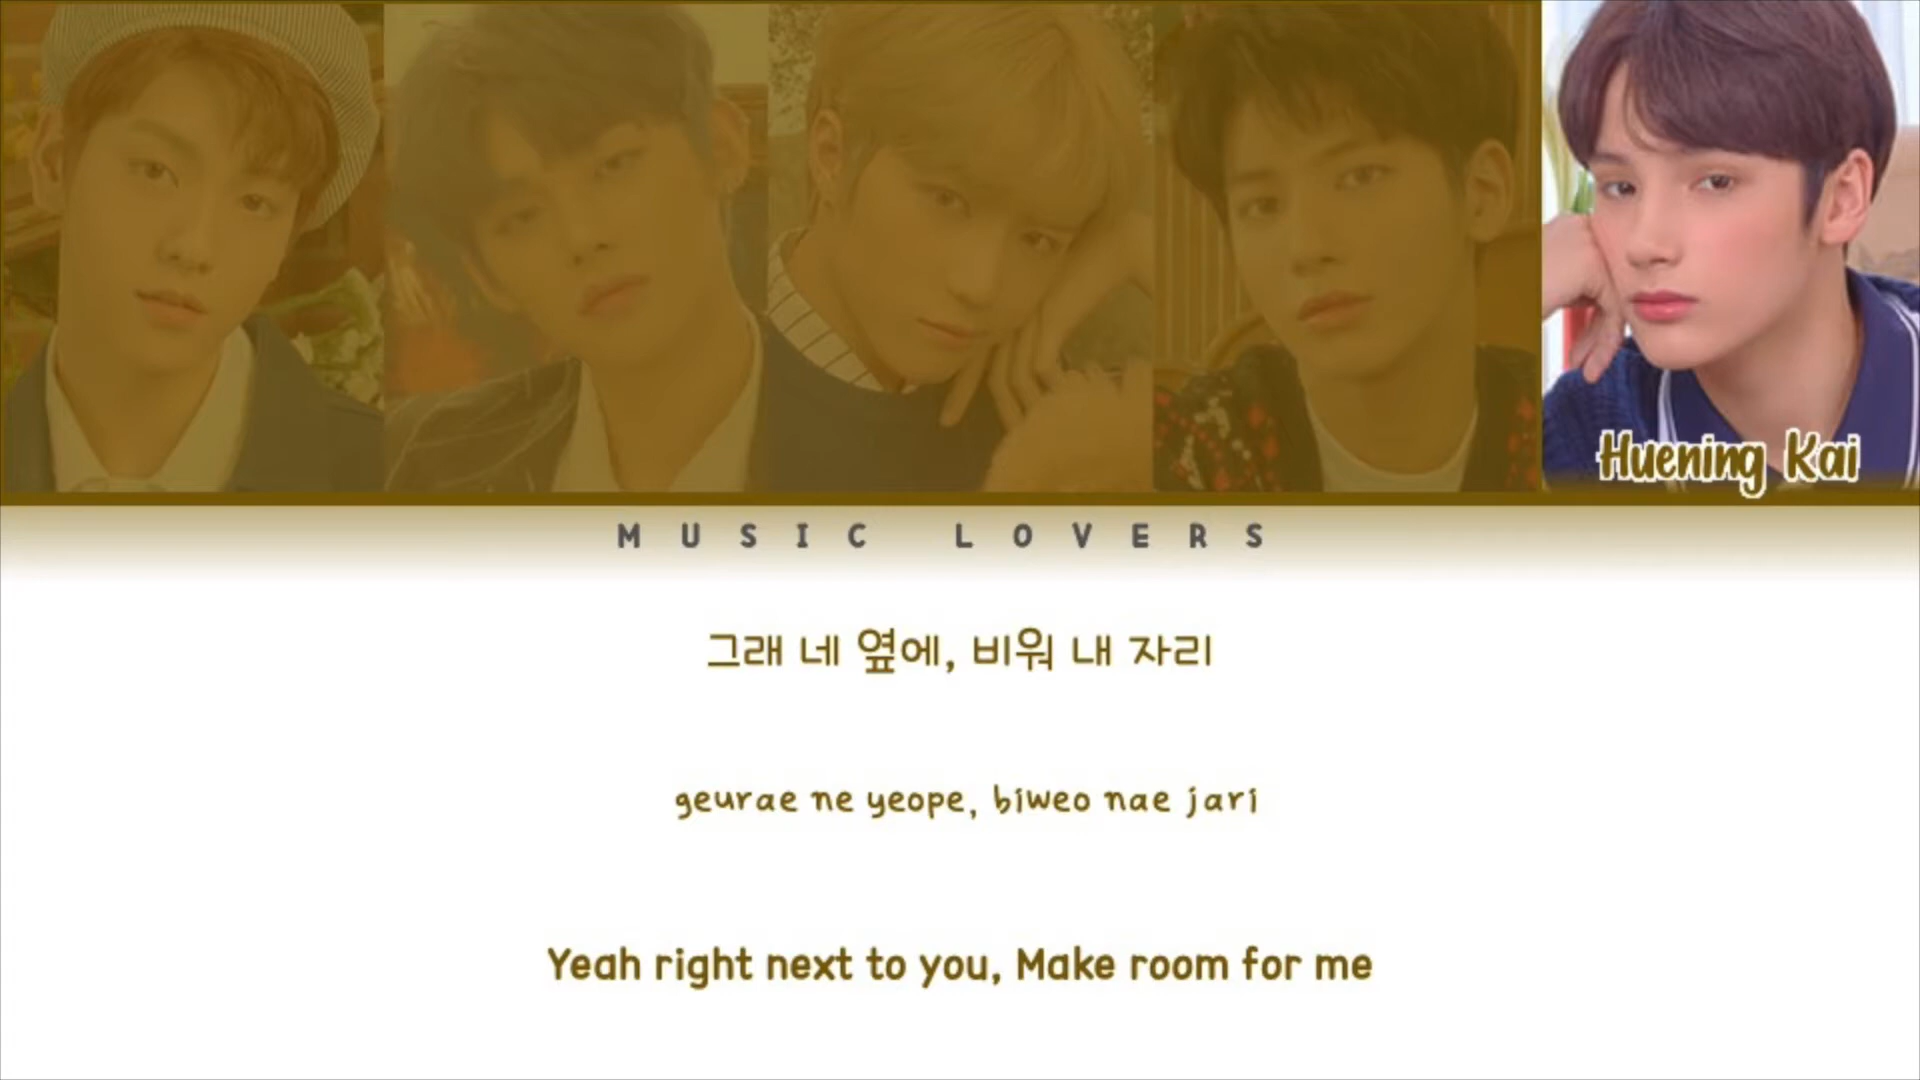 Huening Kai
MUSIC LOVERS
그래 네 옆에, 비워 내 자리
geurae ne yeope, biweo nae jari
Yeah right next to you, Make room for me